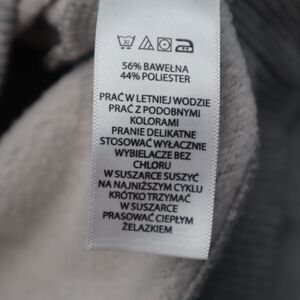 56% BAWEŁNA
44% POLIESTER
PRAĆ W LETNIEJ WODZIE
PRAĆ Z PODOBNYMI
KOLORAMI
PRANIE DELIKATNE
STOSOWAĆ WYŁĄCZNIE
WYBIELACZE BEZ
CHLORU
W SUSZARCE SUSZYĆ
NA NAJNIŻSZYM CYKLU
KRÓTKO TRZYMAĆ
W SUSZARCE
PRASOWAĆ CIEPŁYM
ŻELAZKIEM